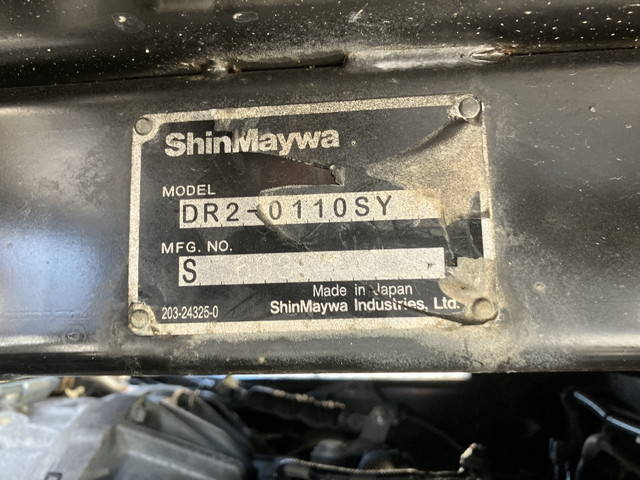 ShinMaywa
MODEL
DR2-0110SY
MFG. NO.
S
Made in Japan
203-24325-0
ShinMaywa Industries, Ltd.